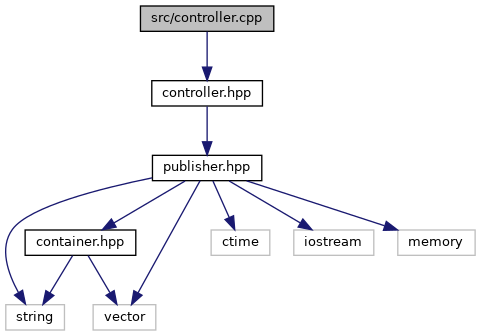 src/controller.cpp
controller.hpp
publisher.hpp
container.hpp
ctime
iostream
memory
string
vector